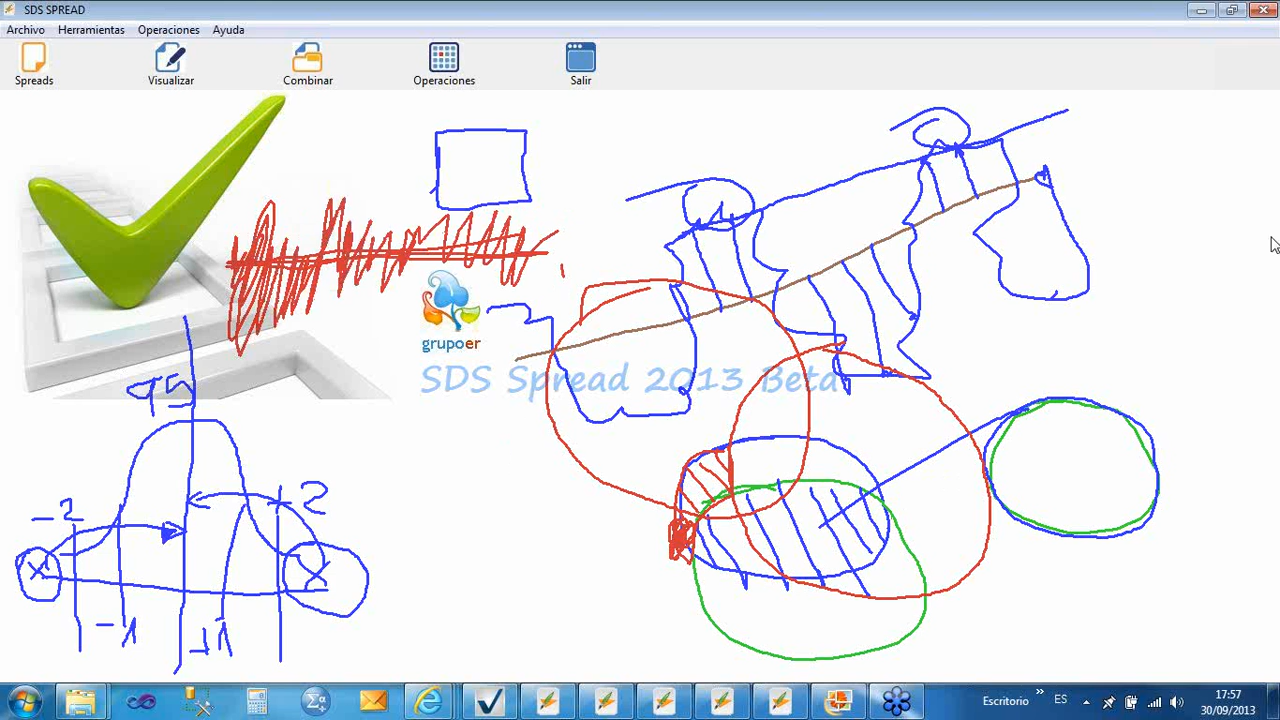 SDS SPREAD
Archivo Herramientas Operaciones Ayuda
Spreads Visualizar Combinar Operaciones Salir
grupoer
SDS Spread 2013 Beta
95
-2
2
-1
+1
Escritorio » ES 17:57
30/09/2013